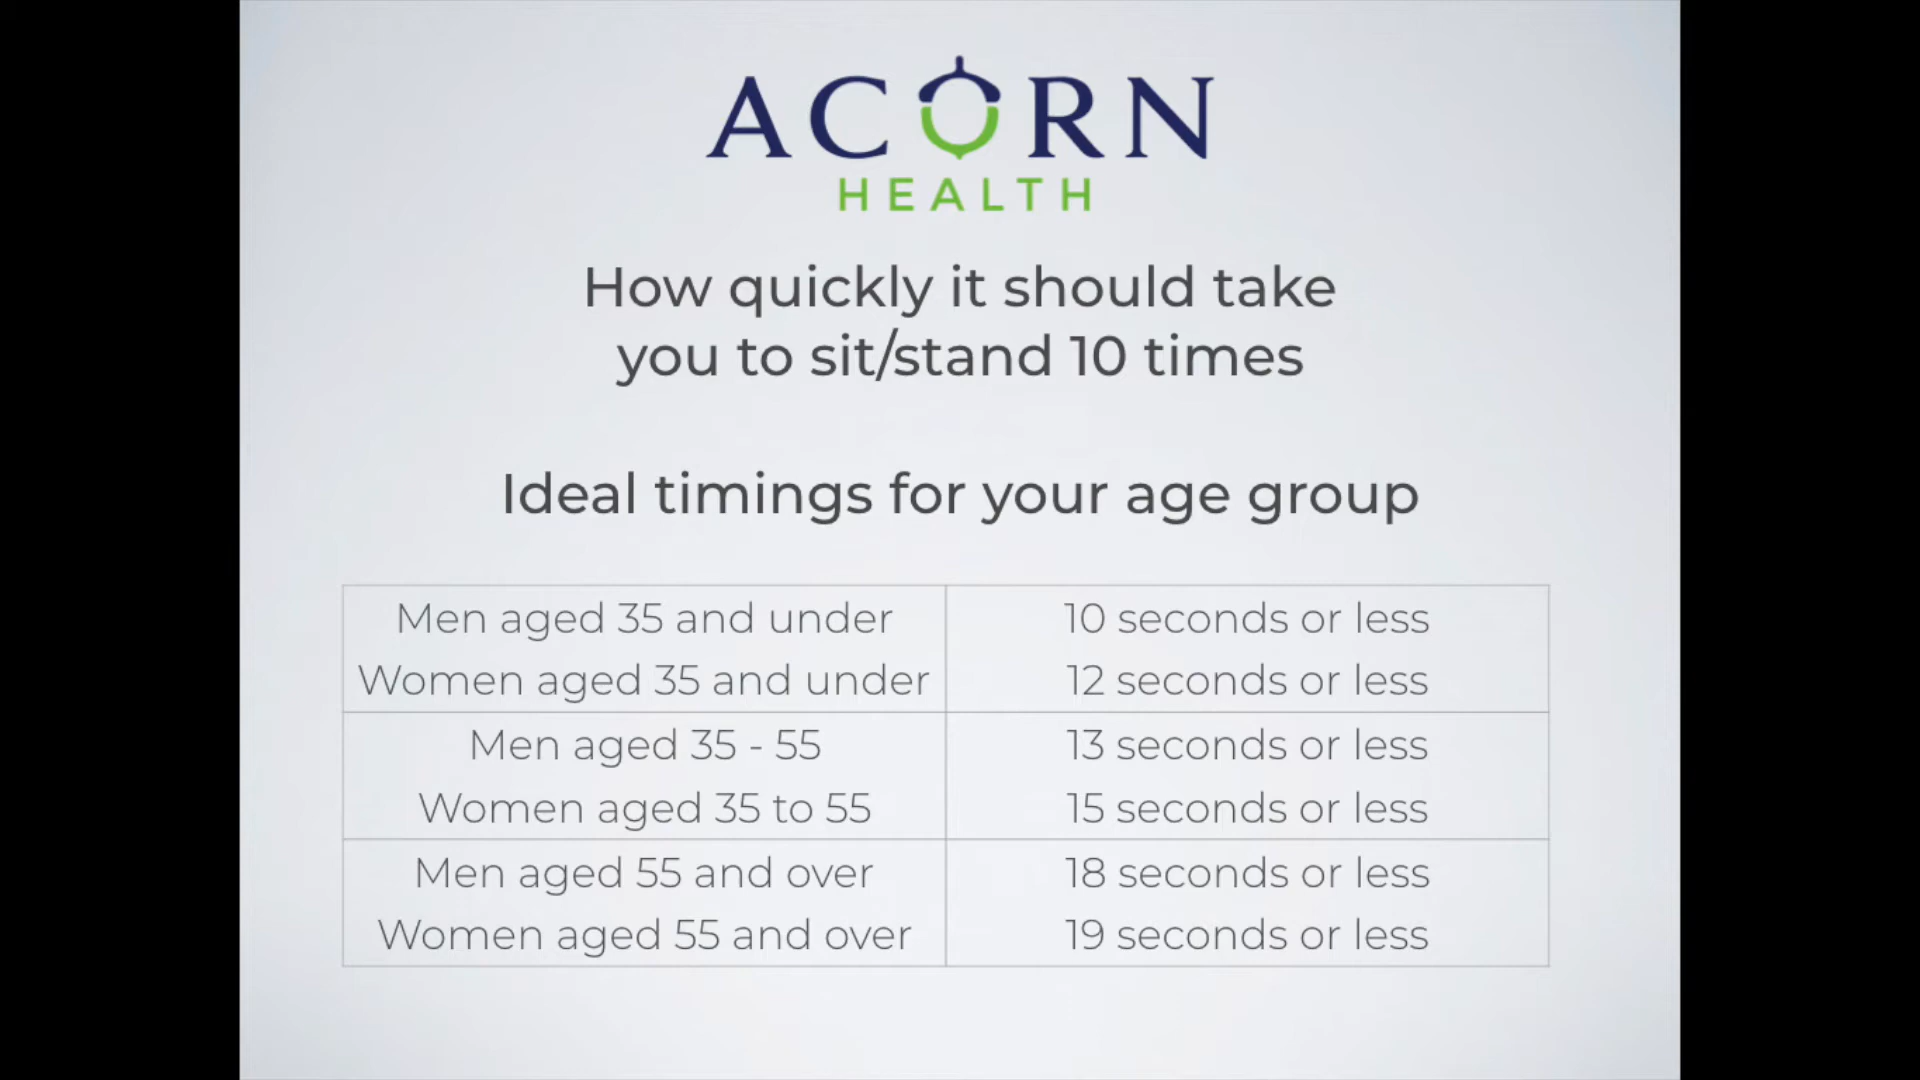 ACORN
HEALTH
How quickly it should take
you to sit/stand 10 times
Ideal timings for your age group
Men aged 35 and under 10 seconds or less
Women aged 35 and under 12 seconds or less
Men aged 35 - 55 13 seconds or less
Women aged 35 to 55 15 seconds or less
Men aged 55 and over 18 seconds or less
Women aged 55 and over 19 seconds or less